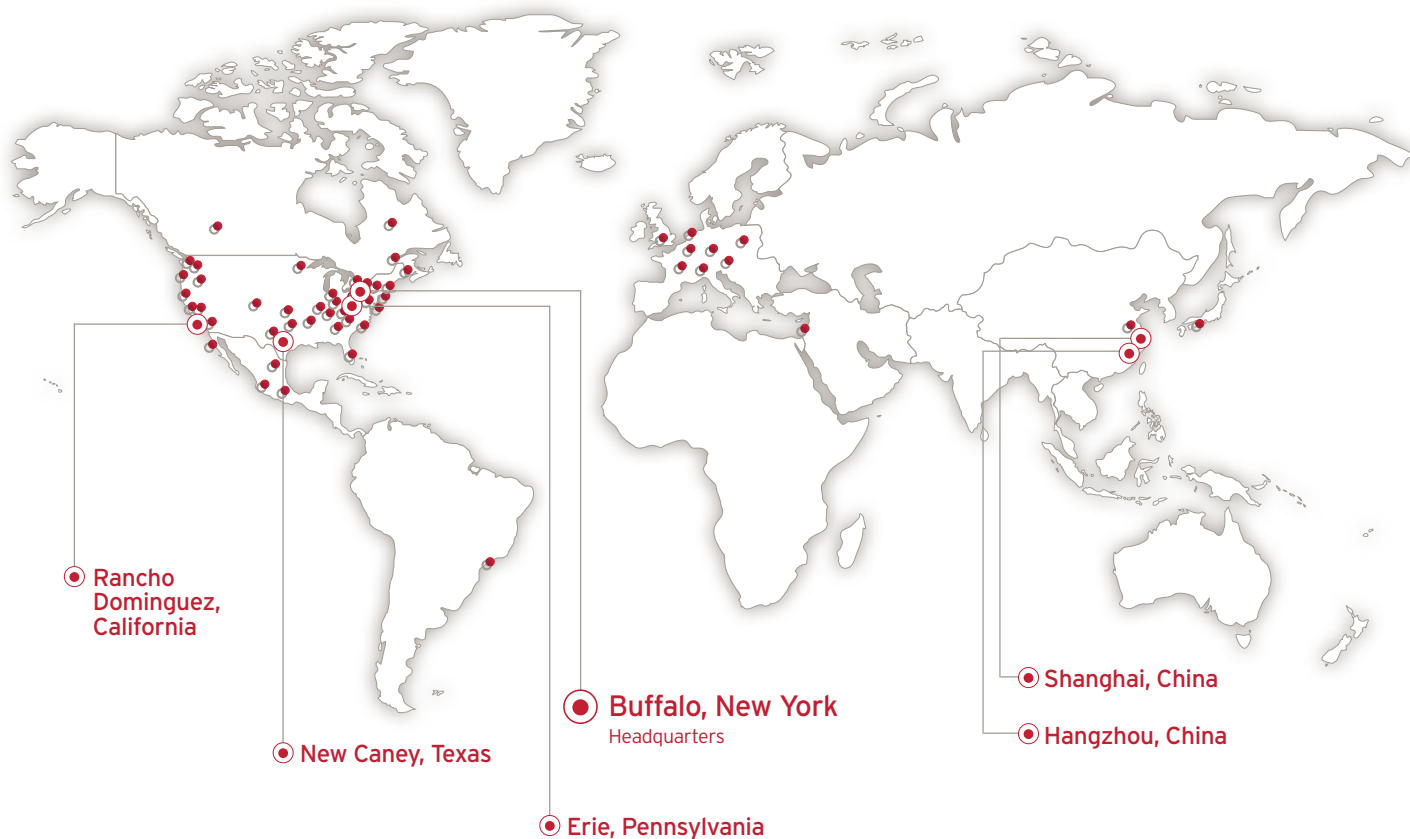 Rancho
Dominguez,
California
New Caney, Texas
Buffalo, New York
Headquarters
Erie, Pennsylvania
Shanghai, China
Hangzhou, China